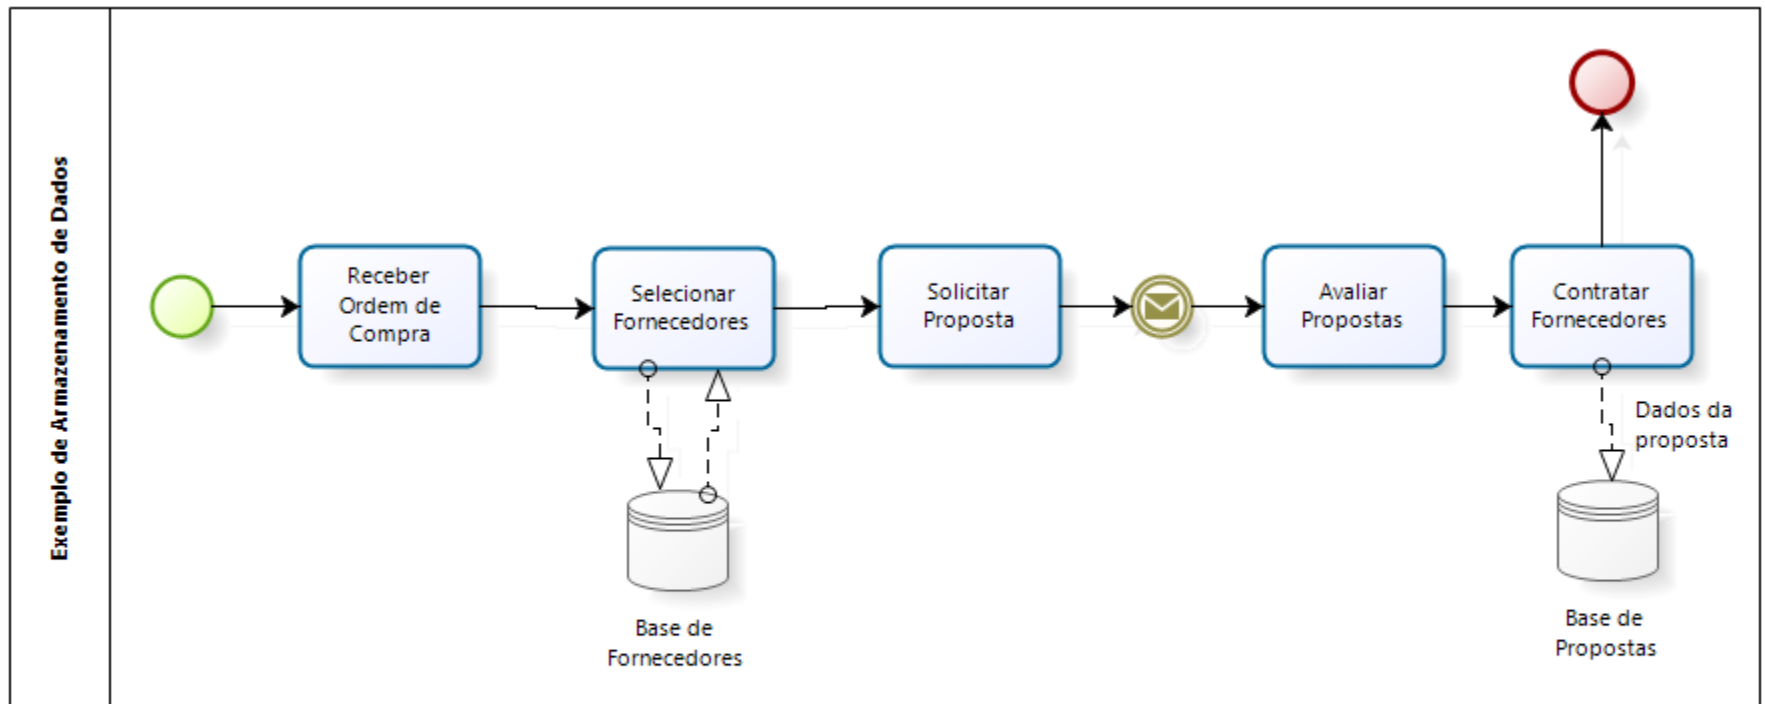 Exemplo de Armazenamento de Dados
Receber
Ordem de
Compra
Selecionar
Fornecedores
Solicitar
Proposta
Avaliar
Propostas
Contratar
Fornecedores
Dados da
proposta
Base de
Fornecedores
Base de
Propostas